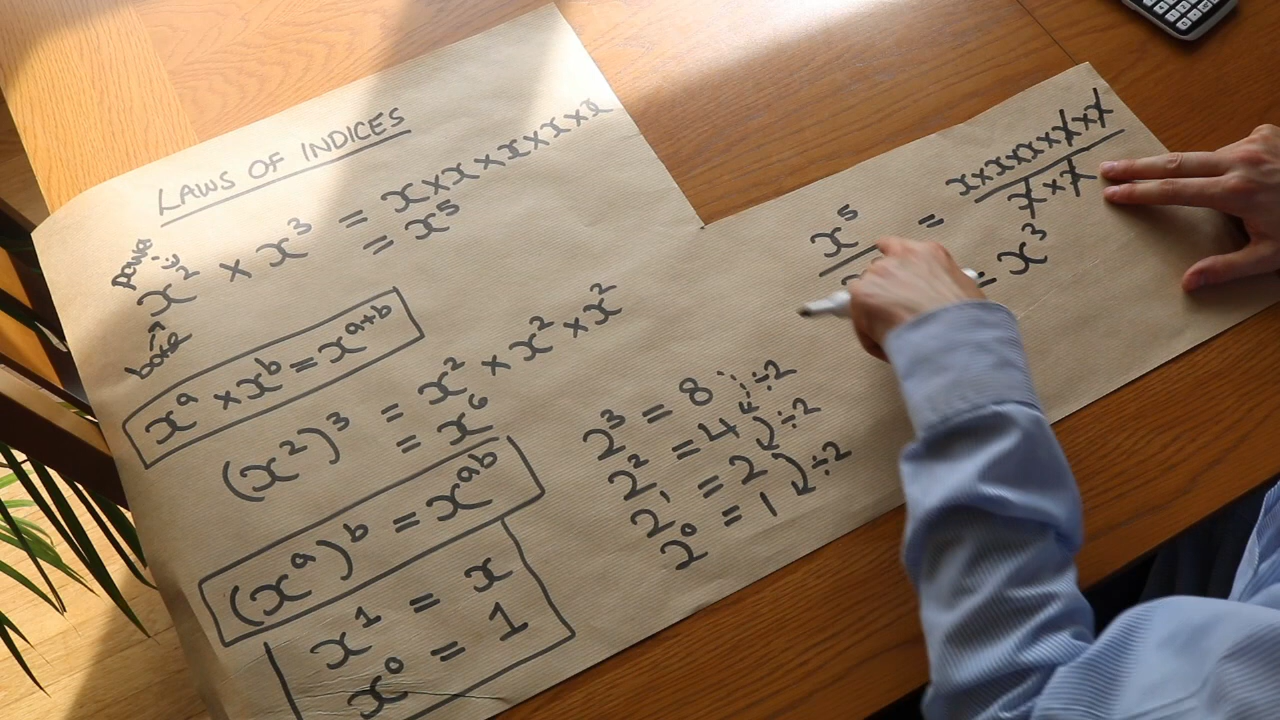 LAWS OF INDICES
power
x² × x³ = x×x×x×x×x
= x⁵
base
xᵃ × xᵇ = xᵃ⁺ᵇ
(x²)³ = x² × x² × x²
= x⁶
(xᵃ)ᵇ = xᵃᵇ
x¹ = x
x⁰ = 1
2³ = 8 ÷2
2² = 4 ÷2
2¹ = 2 ÷2
2⁰ = 1
x⁵ = x×x×x×x×x
x×x
= x³